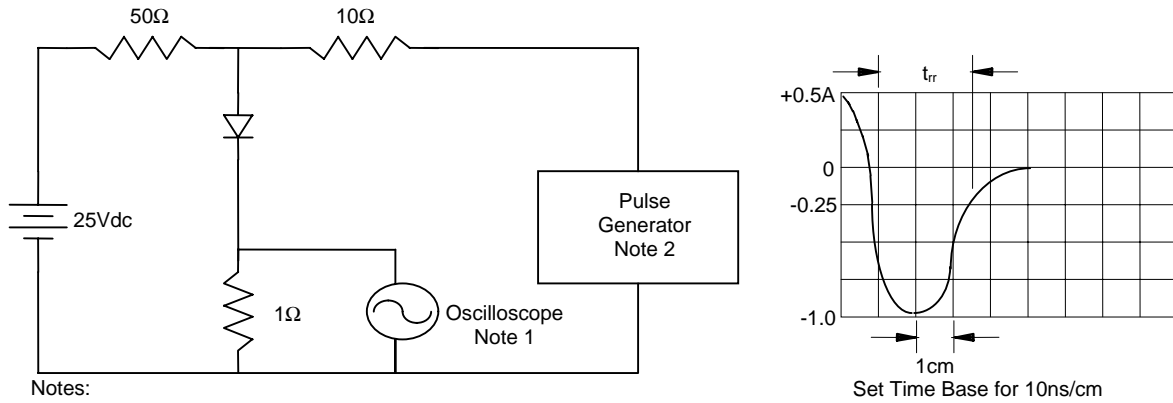 50Ω
10Ω
25Vdc
1Ω
Oscilloscope
Note 1
Pulse
Generator
Note 2
Notes:
trr
+0.5A
0
-0.25
-1.0
1cm
Set Time Base for 10ns/cm